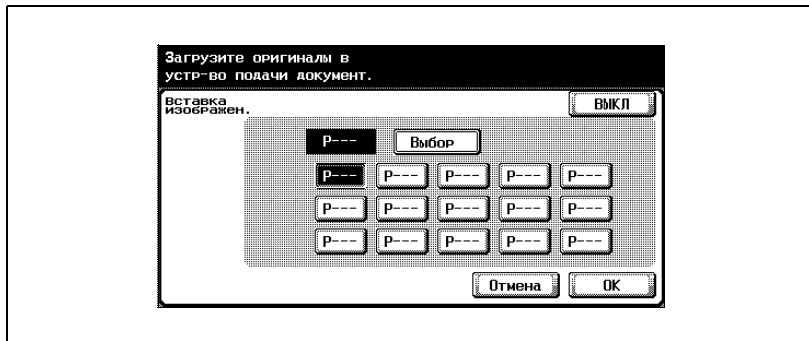 Загрузите оригиналы в
устр-во подачи документ.
Вставка
изображен.
ВЫКЛ
P--- Выбор
P--- P--- P--- P--- P---
P--- P--- P--- P--- P---
P--- P--- P--- P--- P---
Отмена OK